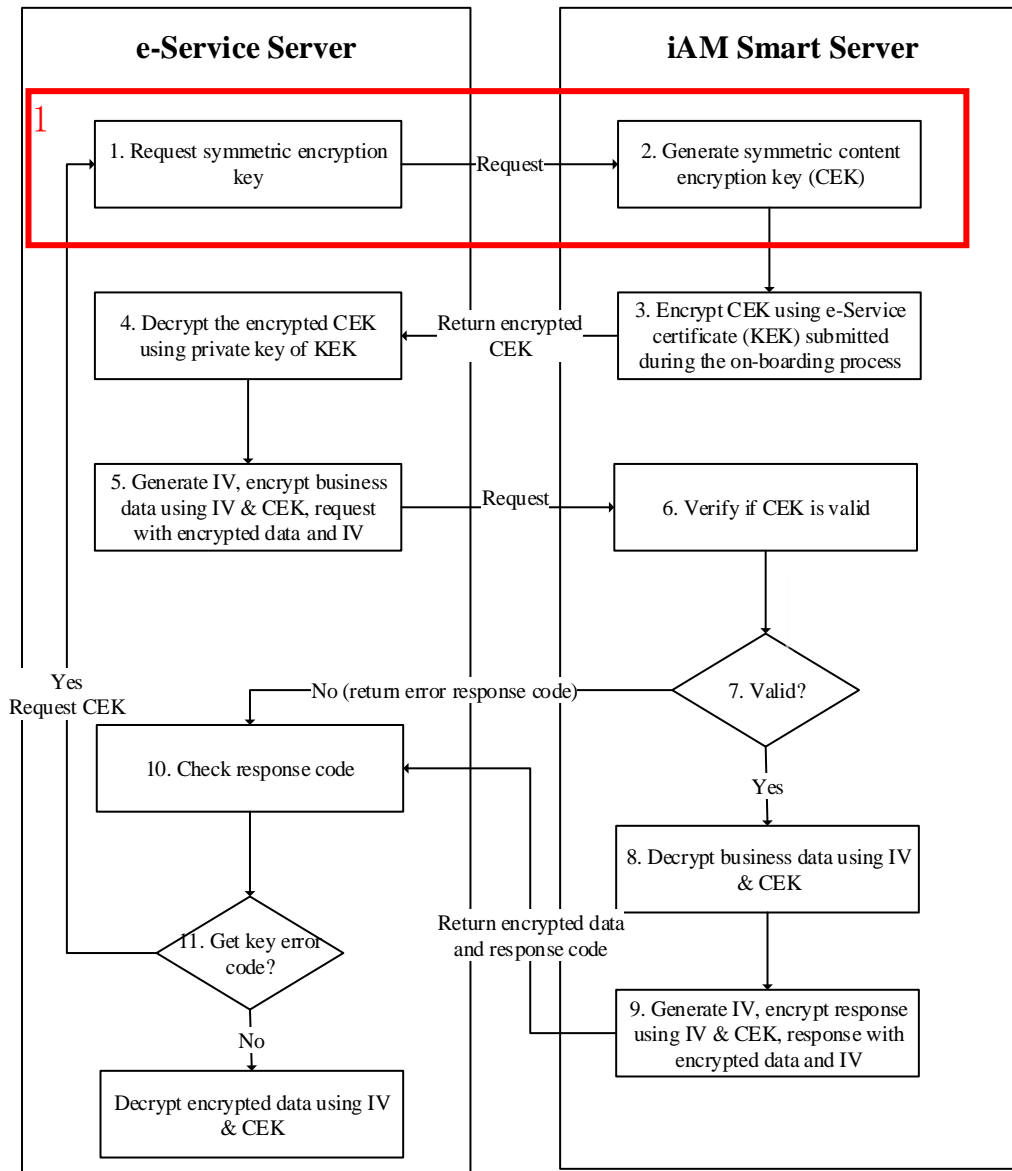 e-Service Server
iAM Smart Server
1
1. Request symmetric encryption
key
Request
2. Generate symmetric content
encryption key (CEK)
4. Decrypt the encrypted CEK
using private key of KEK
Return encrypted
CEK
3. Encrypt CEK using e-Service
certificate (KEK) submitted
during the on-boarding process
5. Generate IV, encrypt business
data using IV & CEK, request
with encrypted data and IV
Request
6. Verify if CEK is valid
Yes
Request CEK
No (return error response code)
7. Valid?
10. Check response code
Yes
8. Decrypt business data using IV
& CEK
11. Get key error
code?
Return encrypted data
and response code
9. Generate IV, encrypt response
using IV & CEK, response with
encrypted data and IV
No
Decrypt encrypted data using IV
& CEK